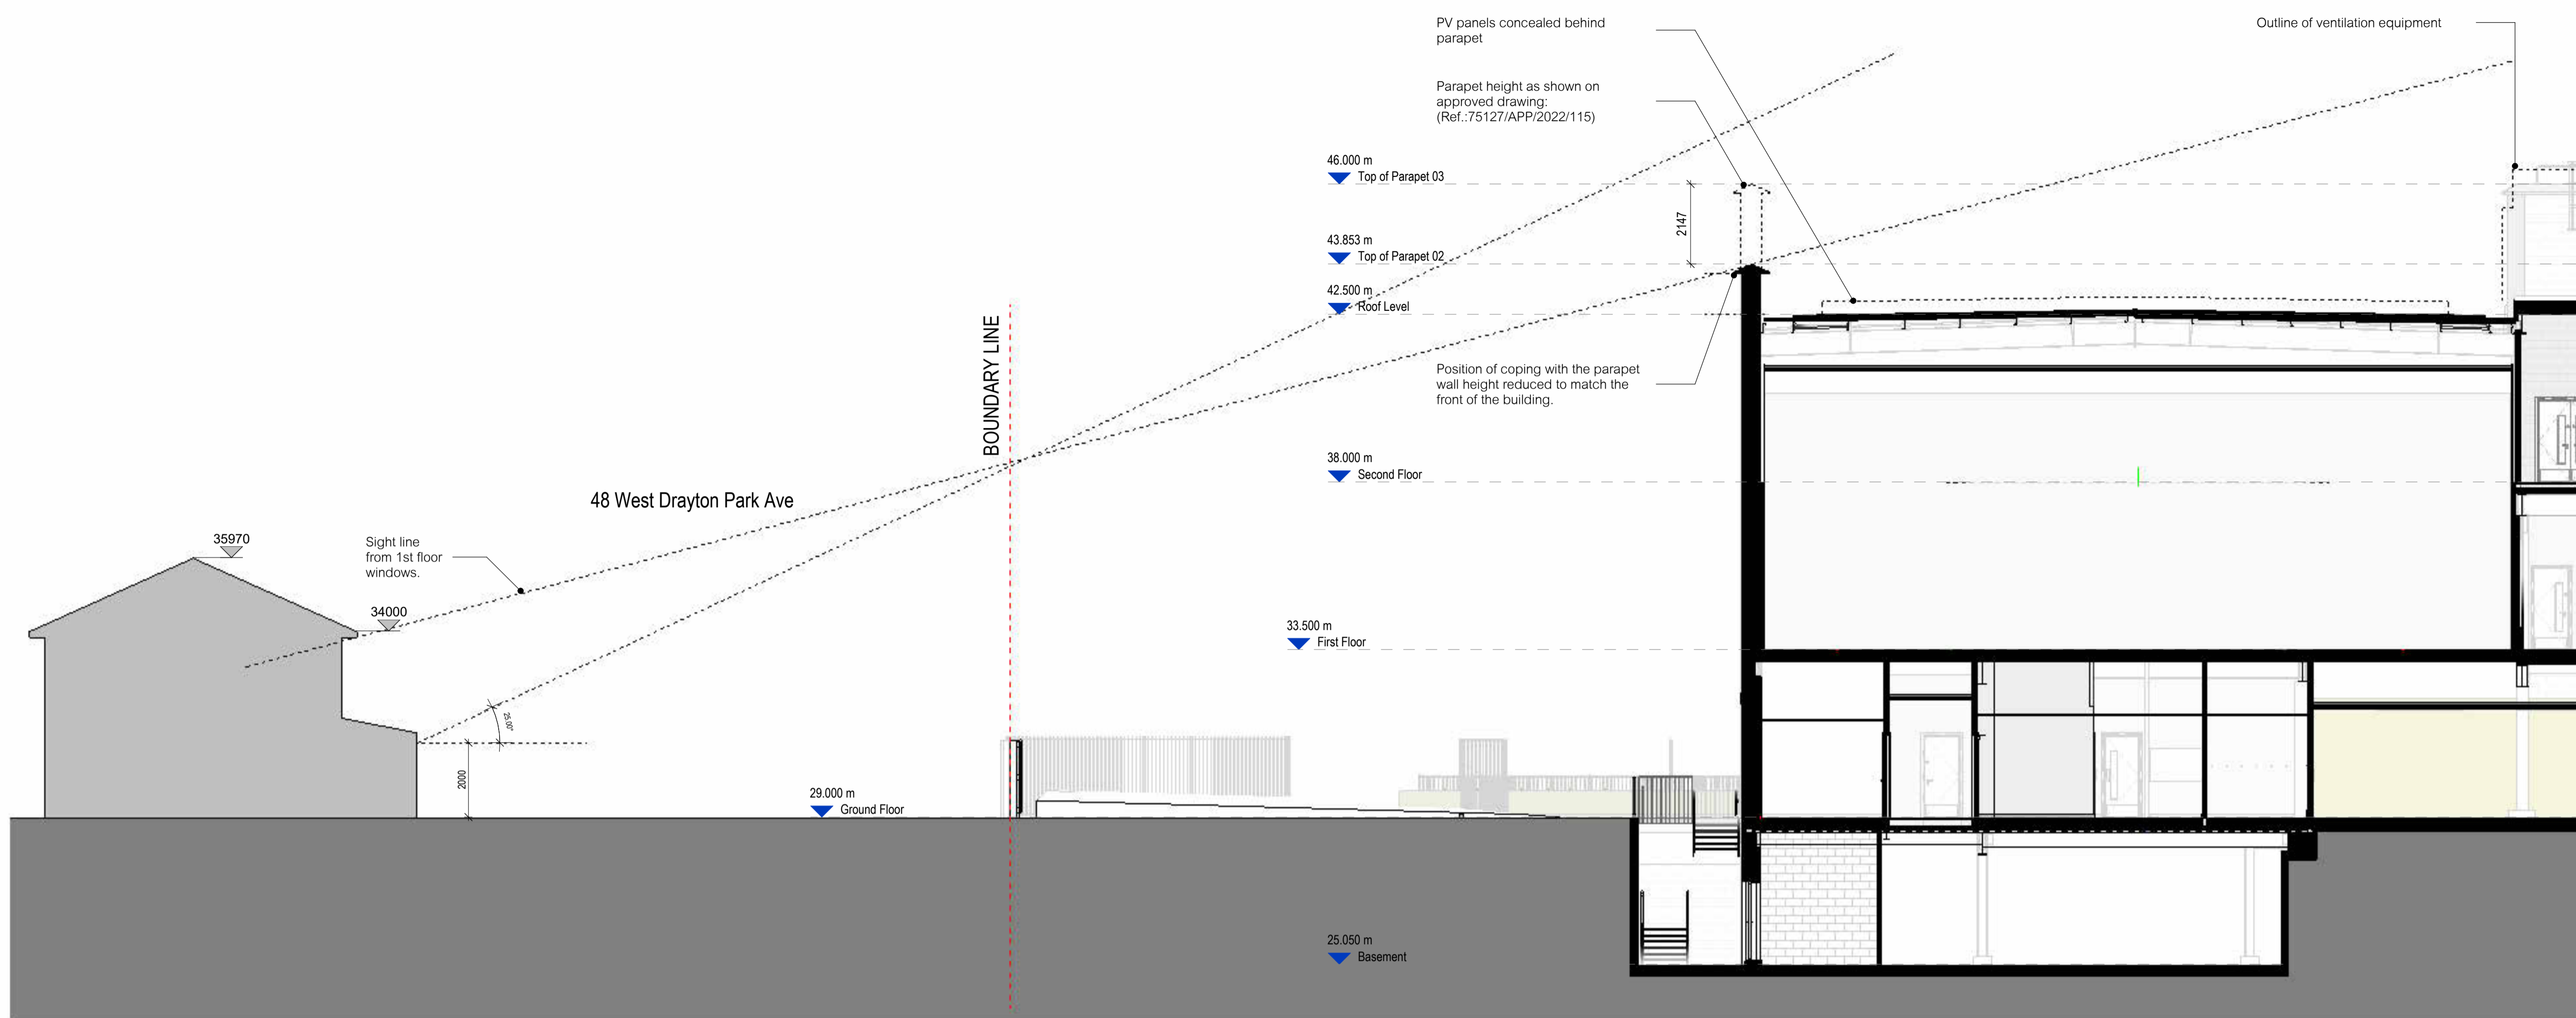 PV panels concealed behind
parapet
Outline of ventilation equipment
Parapet height as shown on
approved drawing:
(Ref.:75127/APP/2022/115)
46.000 m
Top of Parapet 03
2147
43.853 m
Top of Parapet 02
42.500 m
Roof Level
BOUNDARY LINE
Position of coping with the parapet
wall height reduced to match the
front of the building.
38.000 m
Second Floor
48 West Drayton Park Ave
35970
Sight line
from 1st floor
windows.
34000
33.500 m
First Floor
25.00°
2000
29.000 m
Ground Floor
25.050 m
Basement